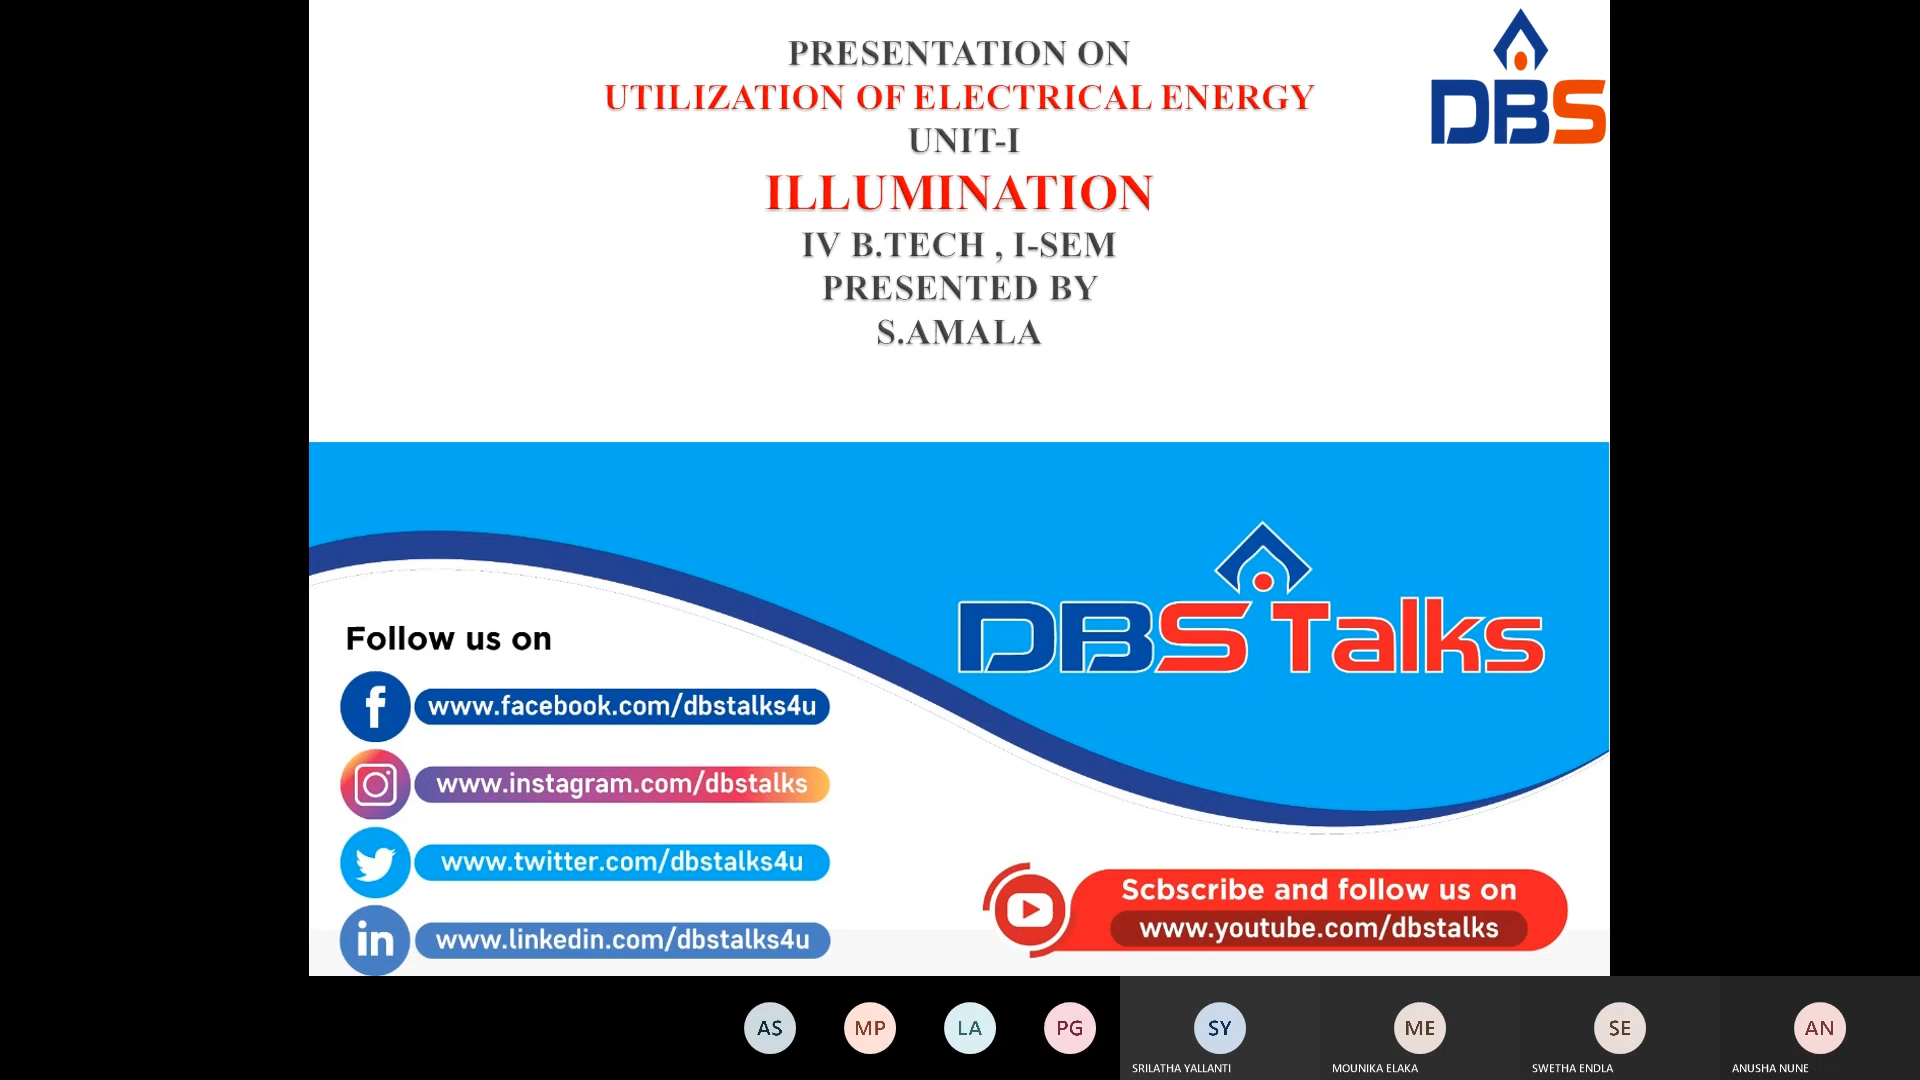 PRESENTATION ON
UTILIZATION OF ELECTRICAL ENERGY
UNIT-I
ILLUMINATION
IV B.TECH , I-SEM
PRESENTED BY
S.AMALA
DBS
DBS Talks
Follow us on
www.facebook.com/dbstalks4u
www.instagram.com/dbstalks
www.twitter.com/dbstalks4u
in
www.linkedin.com/dbstalks4u
Scbscribe and follow us on
www.youtube.com/dbstalks
AS
MP
LA
PG
SY
ME
SE
AN
SRILATHA YALLANTI
MOUNIKA ELAKA
SWETHA ENDLA
ANUSHA NUNE